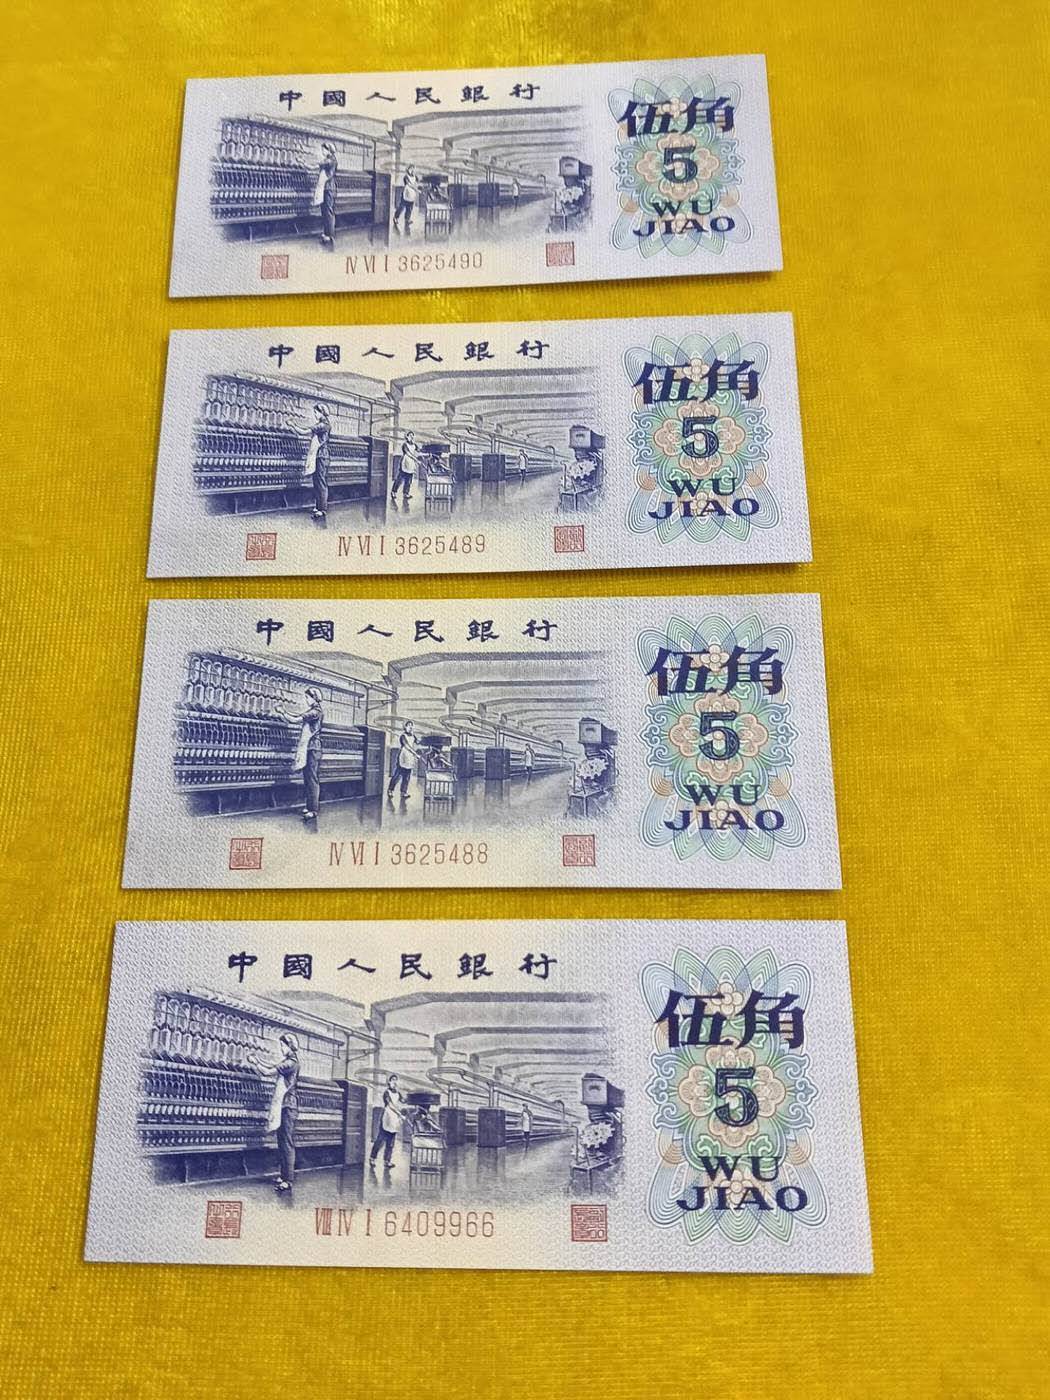 中國人民銀行
伍角
5
WU
JIAO
Ⅳ Ⅶ Ⅰ 3625490
中國人民銀行
伍角
5
WU
JIAO
Ⅳ Ⅶ Ⅰ 3625489
中國人民銀行
伍角
5
WU
JIAO
Ⅳ Ⅶ Ⅰ 3625488
中國人民銀行
伍角
5
WU
JIAO
Ⅷ Ⅳ Ⅰ 6409966